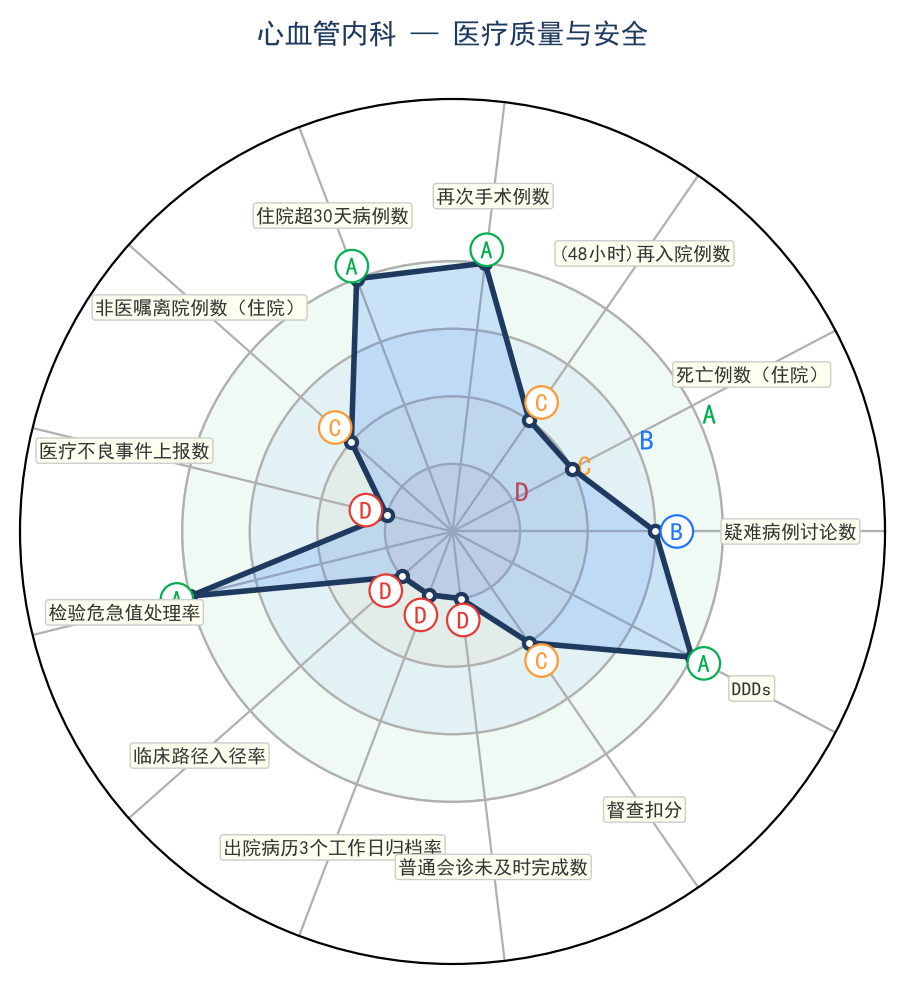 心血管内科 — 医疗质量与安全
再次手术例数
住院超30天病例数
A
A
(48小时)再入院例数
非医嘱离院例数（住院）
死亡例数（住院）
C
A
C
B
医疗不良事件上报数
C
D
D
疑难病例讨论数
B
A
检验危急值处理率
D
D
D
C
A
DDDs
临床路径入径率
督查扣分
出院病历3个工作日归档率
普通会诊未及时完成数